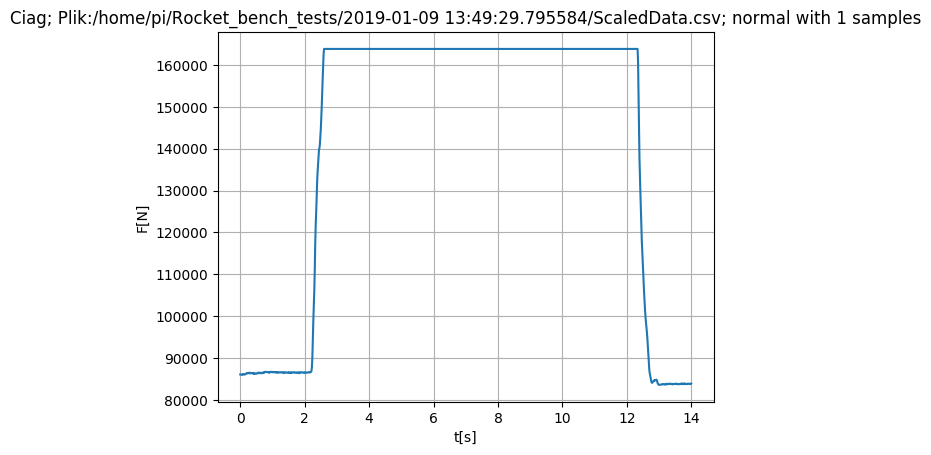 Ciag; Plik:/home/pi/Rocket_bench_tests/2019-01-09 13:49:29.795584/ScaledData.csv; normal with 1 samples
160000
150000
140000
130000
120000
110000
100000
90000
80000
F[N]
0 2 4 6 8 10 12 14
t[s]